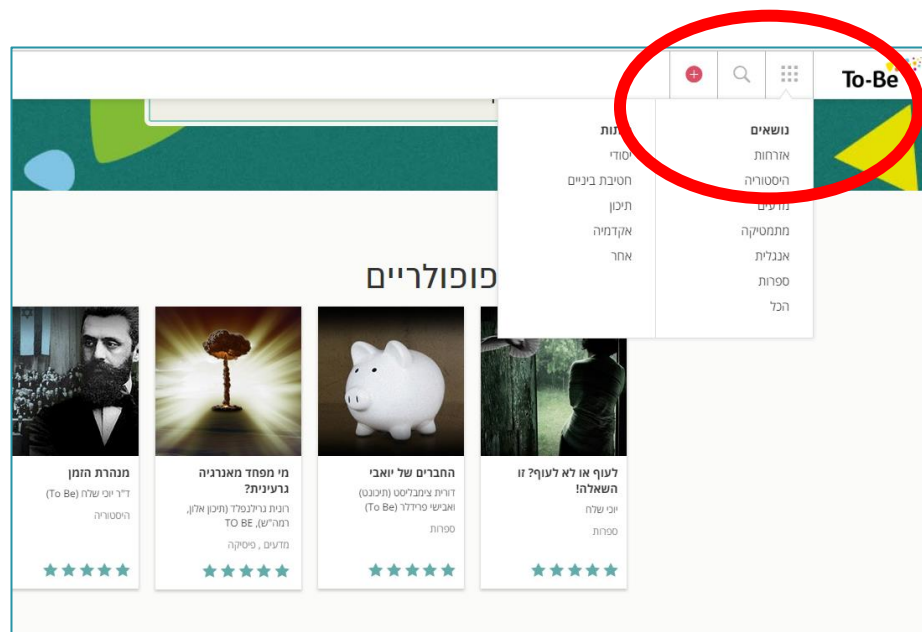 To-Be
נושאים
אזרחות
היסטוריה
מדעים
מתמטיקה
אנגלית
ספרות
הכל
יסודי
חטיבת ביניים
תיכון
אקדמיה
אחר
פופולריים
לעוף או לא לעוף? זו
השאלה!
יוכי שלח
ספרות
החברים של יואבי
דורית צימבליסט (תיכונט)
ואבישי פרידלר (To Be)
ספרות
מי מפחד מאנרגיה
גרעינית?
רונית גרילנפלד (תיכון אלון,
רמה"ש), TO BE
מדעים , פיסיקה
מנהרת הזמן
ד"ר יוכי שלח (To Be)
היסטוריה